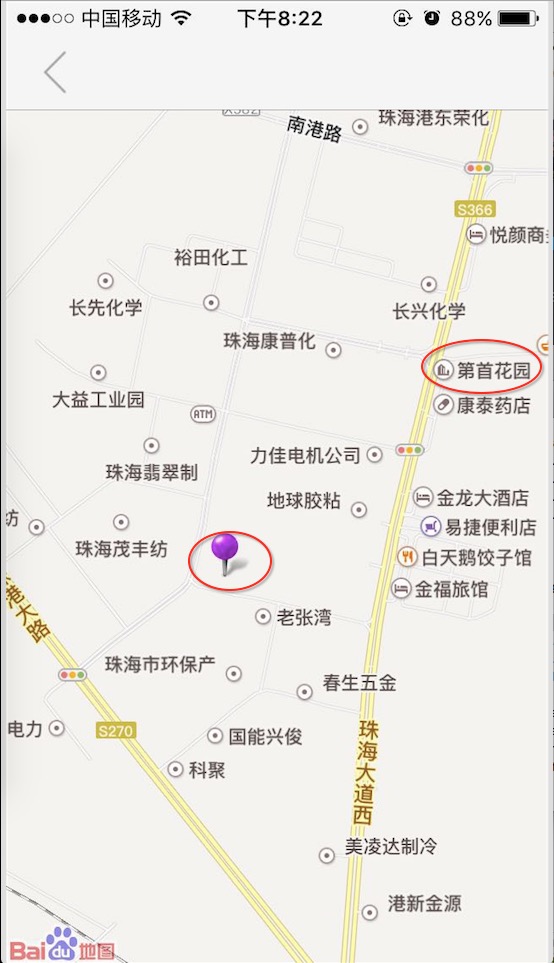 中国移动 下午8:22 88%
X582
南港路
珠海港东荣化
S366
悦颜商
裕田化工
长先化学
长兴化学
珠海康普化
第首花园
大益工业园
康泰药店
ATM
力佳电机公司
珠海翡翠制
地球胶粘
金龙大酒店
纺
易捷便利店
珠海茂丰纺
白天鹅饺子馆
金福旅馆
港大路
老张湾
珠海市环保产
春生五金
电力
S270
国能兴俊
珠海大道西
科聚
美凌达制冷
港新金源
Bai du 地图